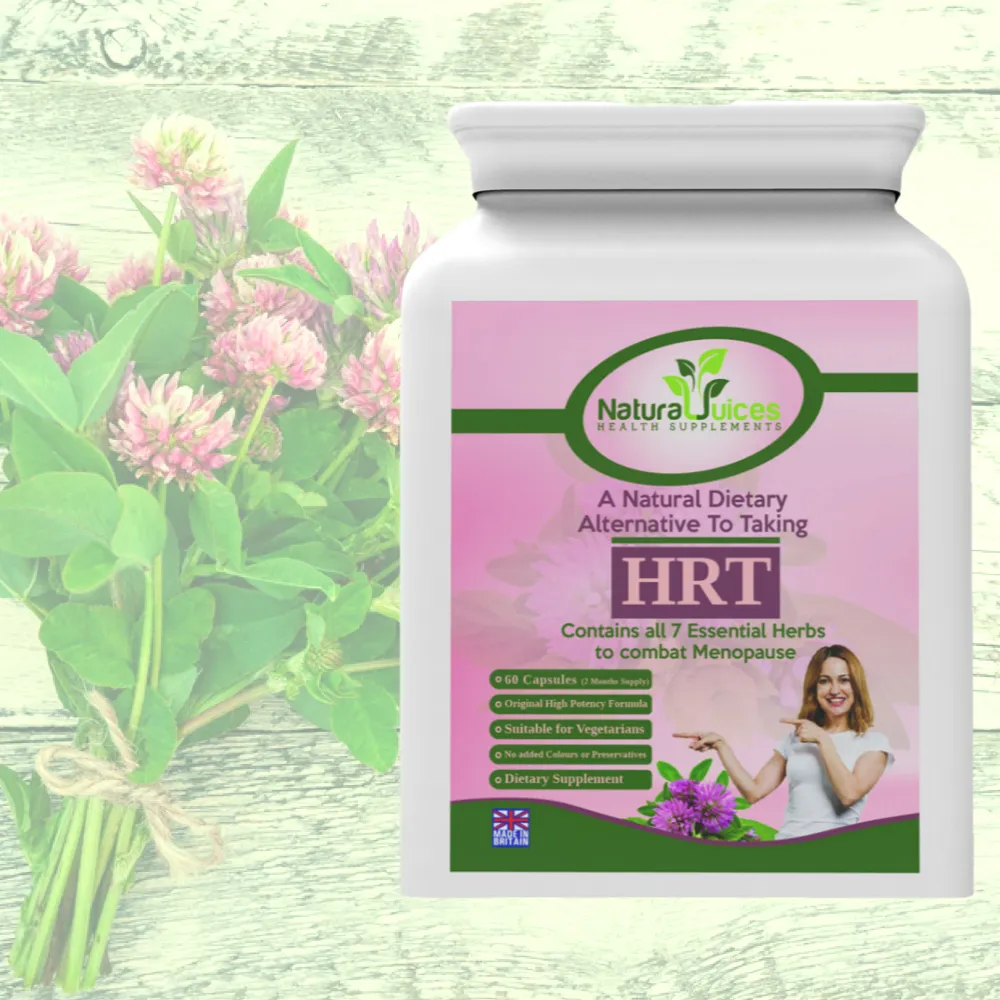 NaturalJuices
HEALTH SUPPLEMENTS
A Natural Dietary
Alternative To Taking
HRT
Contains all 7 Essential Herbs
to combat Menopause
60 Capsules (2 Months Supply)
Original High Potency Formula
Suitable for Vegetarians
No added Colours or Preservatives
Dietary Supplement
MADE IN
BRITAIN